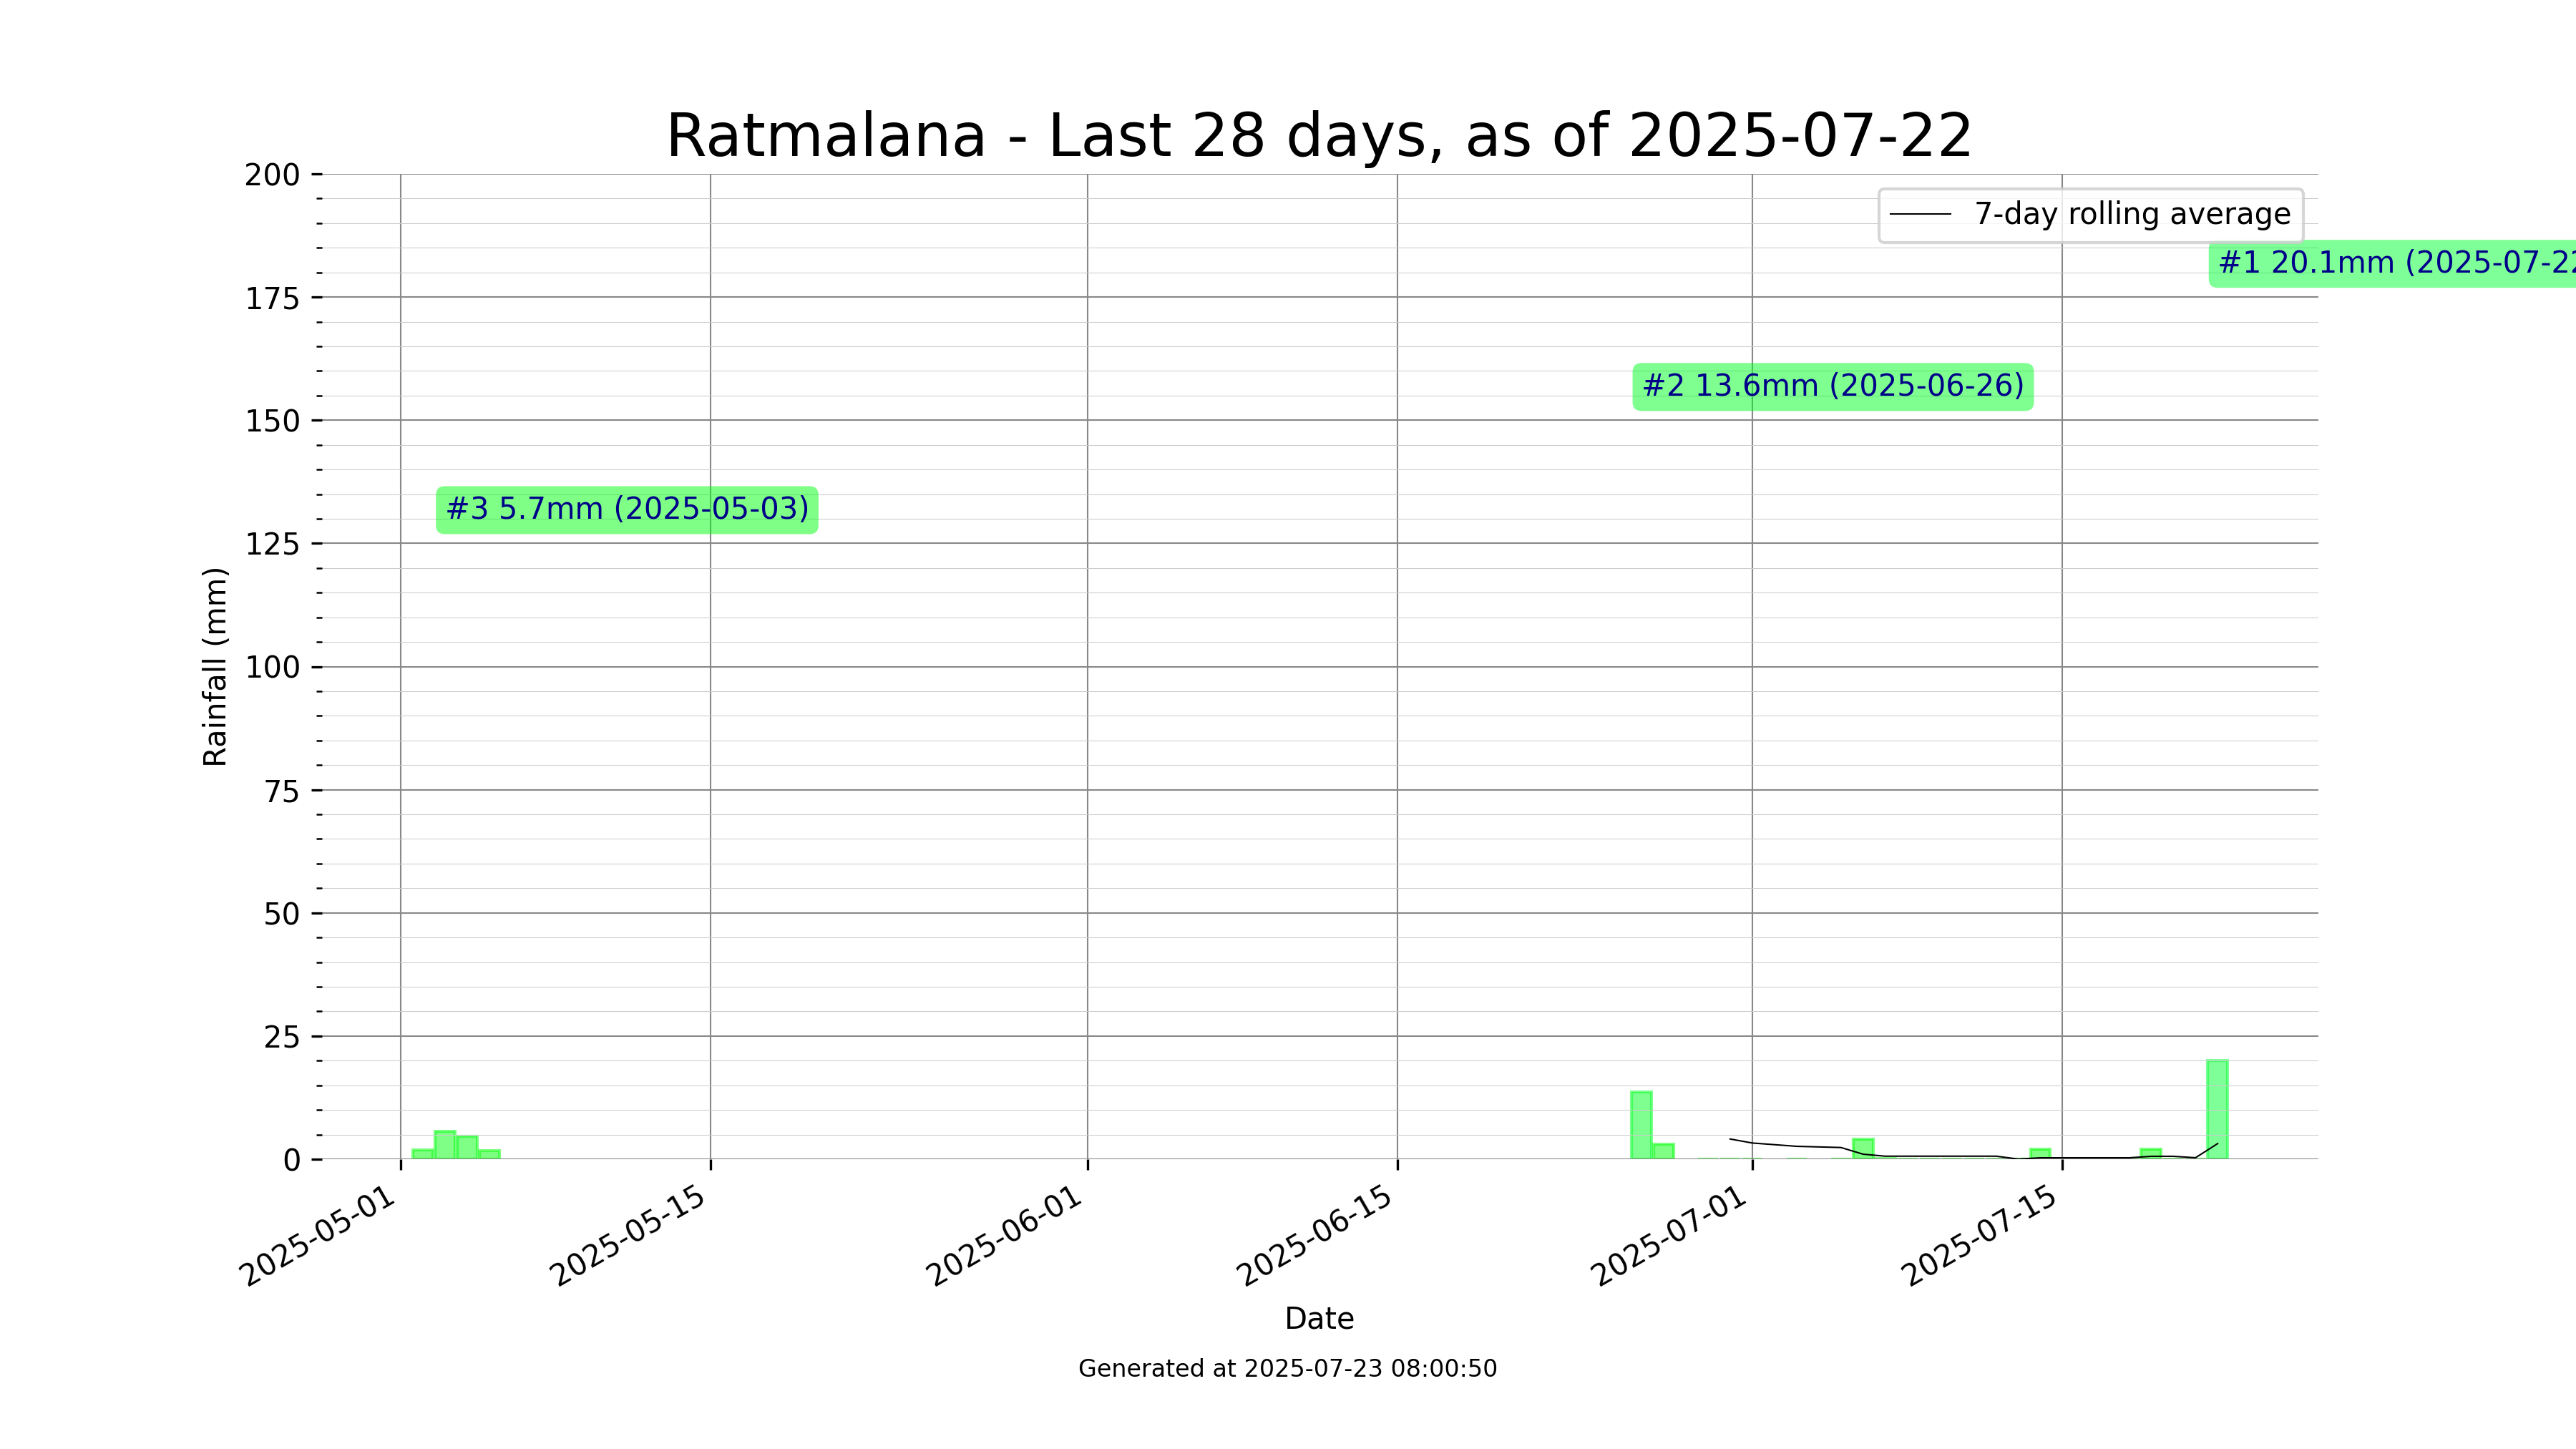 Ratmalana - Last 28 days, as of 2025-07-22
200
175
150
125
100
75
50
25
0
Rainfall (mm)
7-day rolling average
#1 20.1mm (2025-07-22
#2 13.6mm (2025-06-26)
#3 5.7mm (2025-05-03)
2025-05-01
2025-05-15
2025-06-01
2025-06-15
2025-07-01
2025-07-15
Date
Generated at 2025-07-23 08:00:50